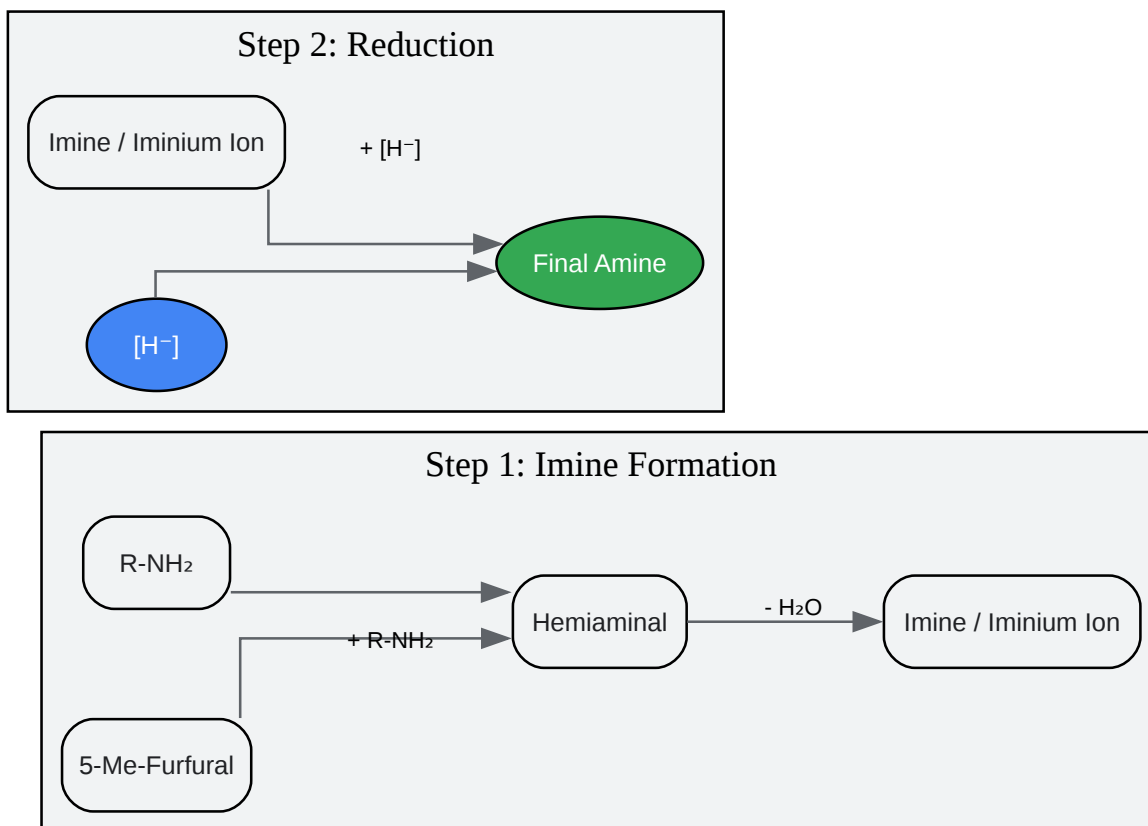 Step 2: Reduction
Imine / Iminium Ion
+ [H⁻]
Final Amine
[H⁻]
Step 1: Imine Formation
R-NH₂
Hemiaminal
- H₂O
Imine / Iminium Ion
+ R-NH₂
5-Me-Furfural